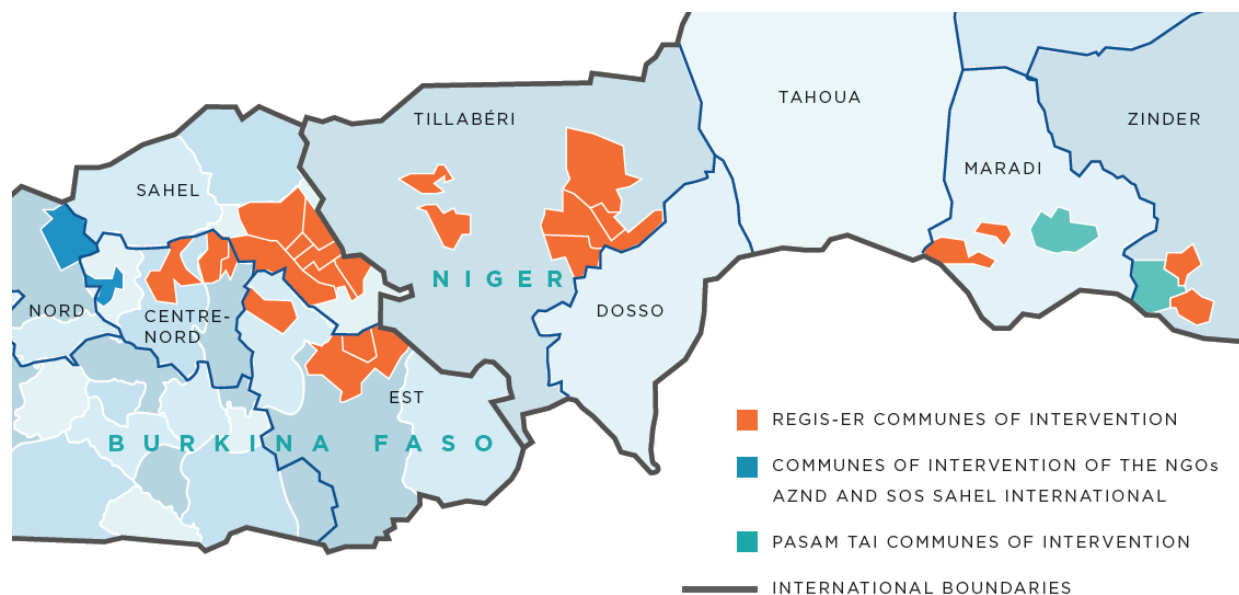 TILLABÉRI
TAHOUA
ZINDER
MARADI
SAHEL
NIGER
NORD
CENTRE-
NORD
DOSSO
EST
BURKINA FASO
REGIS-ER COMMUNES OF INTERVENTION
COMMUNES OF INTERVENTION OF THE NGOs
AZND AND SOS SAHEL INTERNATIONAL
PASAM TAI COMMUNES OF INTERVENTION
INTERNATIONAL BOUNDARIES